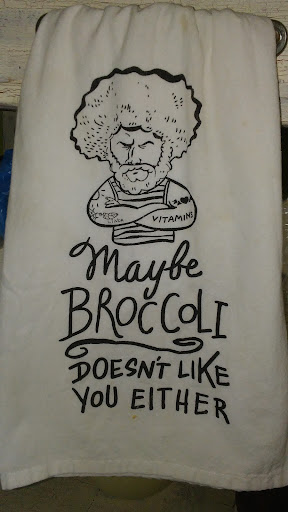 VITAMINS
Maybe
BROCCOLI
DOESN'T LIKE
YOU EITHER